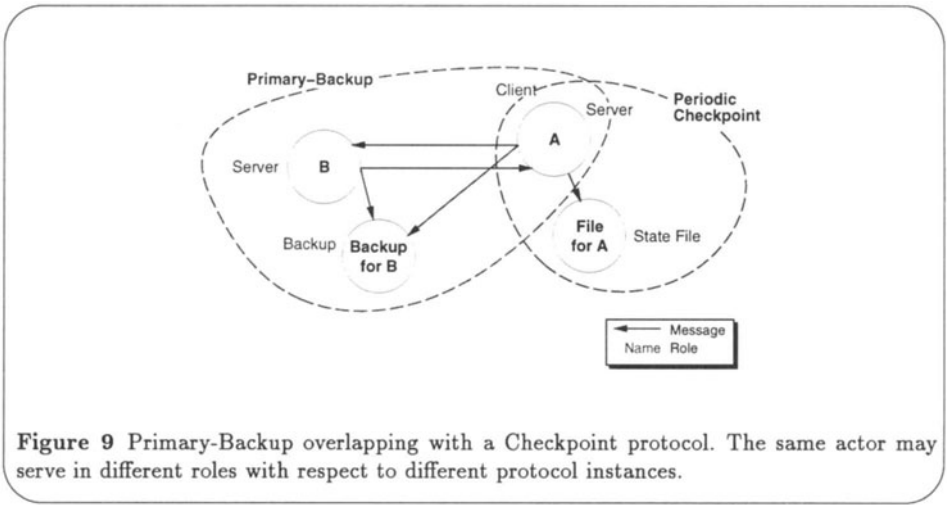 Primary–Backup
Client
Server
Periodic
Checkpoint
A
Server
B
File
for A
State File
Backup
Backup
for B
Message
Name Role
Figure 9 Primary-Backup overlapping with a Checkpoint protocol. The same actor may
serve in different roles with respect to different protocol instances.